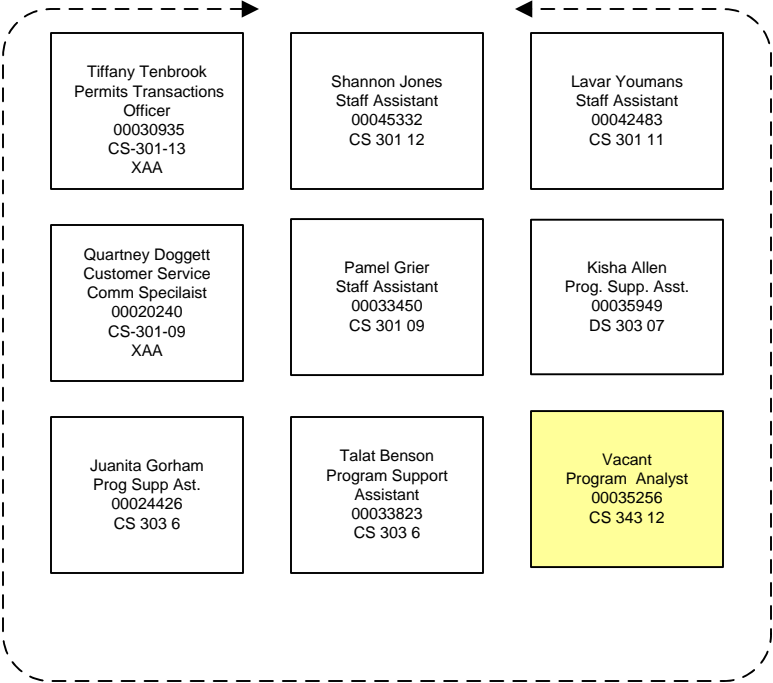 Tiffany Tenbrook
Permits Transactions
Officer
00030935
CS-301-13
XAA
Shannon Jones
Staff Assistant
00045332
CS 301 12
Lavar Youmans
Staff Assistant
00042483
CS 301 11
Quartney Doggett
Customer Service
Comm Specilaist
00020240
CS-301-09
XAA
Pamel Grier
Staff Assistant
00033450
CS 301 09
Kisha Allen
Prog. Supp. Asst.
00035949
DS 303 07
Juanita Gorham
Prog Supp Ast.
00024426
CS 303 6
Talat Benson
Program Support
Assistant
00033823
CS 303 6
Vacant
Program  Analyst
00035256
CS 343 12